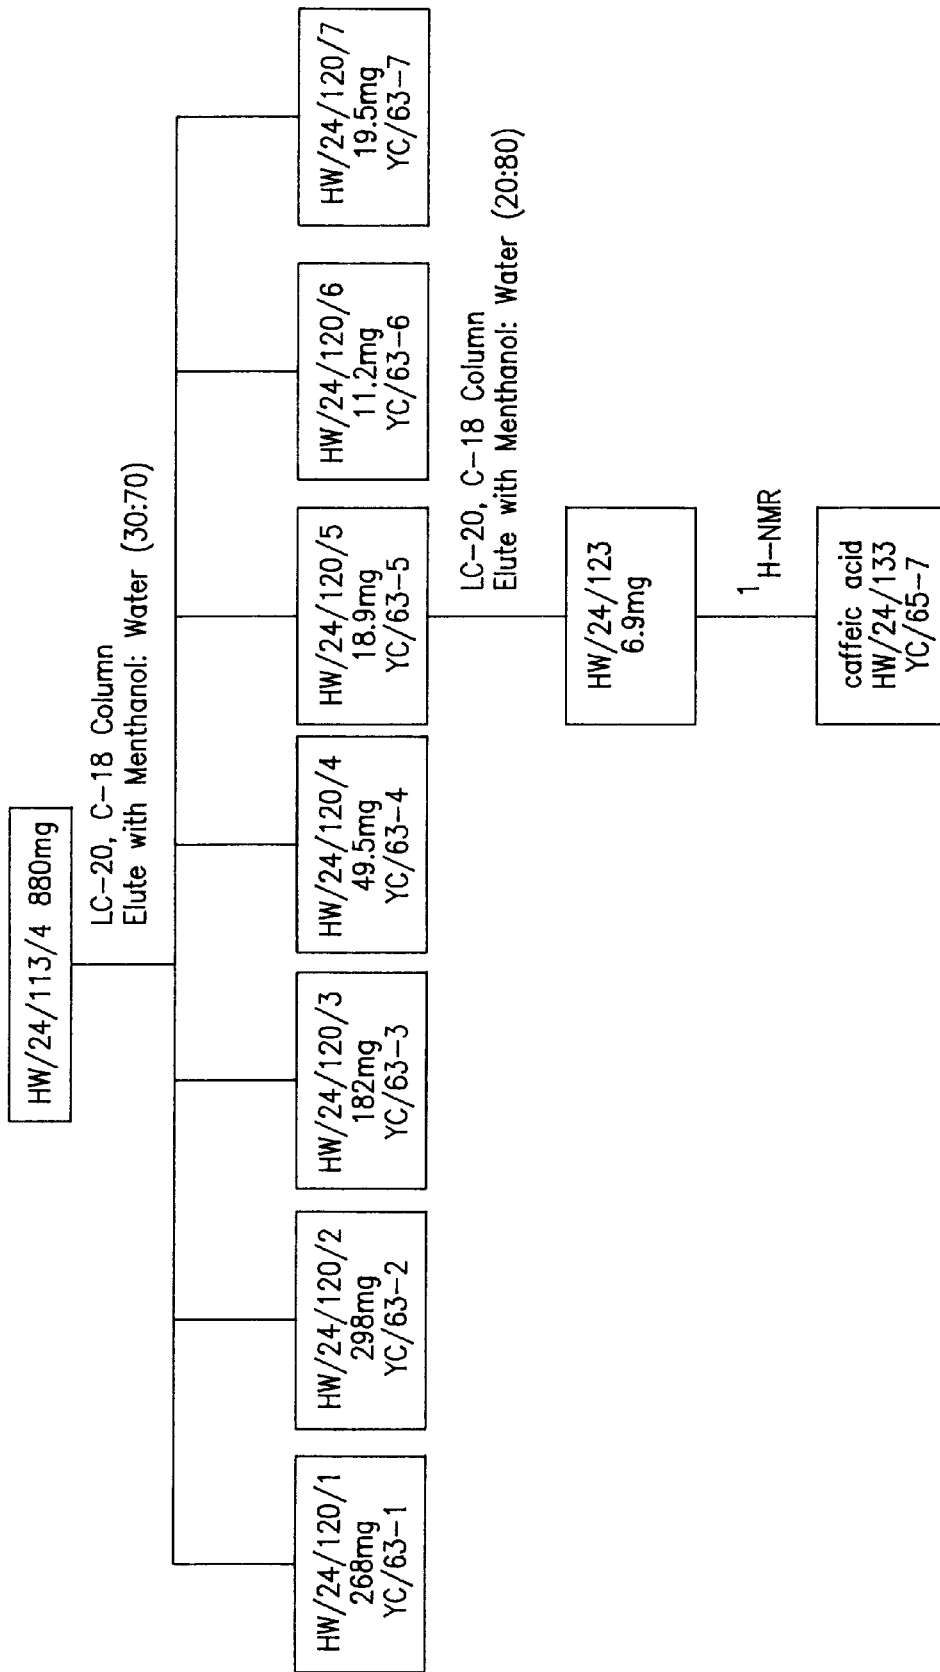 HW/24/113/4 880mg
LC-20, C-18 Column
Elute with Menthanol: Water (30:70)
HW/24/120/1
268mg
YC/63-1
HW/24/120/2
298mg
YC/63-2
HW/24/120/3
182mg
YC/63-3
HW/24/120/4
49.5mg
YC/63-4
HW/24/120/5
18.9mg
YC/63-5
HW/24/120/6
11.2mg
YC/63-6
HW/24/120/7
19.5mg
YC/63-7
LC-20, C-18 Column
Elute with Menthanol: Water (20:80)
HW/24/123
6.9mg
1H-NMR
caffeic acid
HW/24/133
YC/65-7